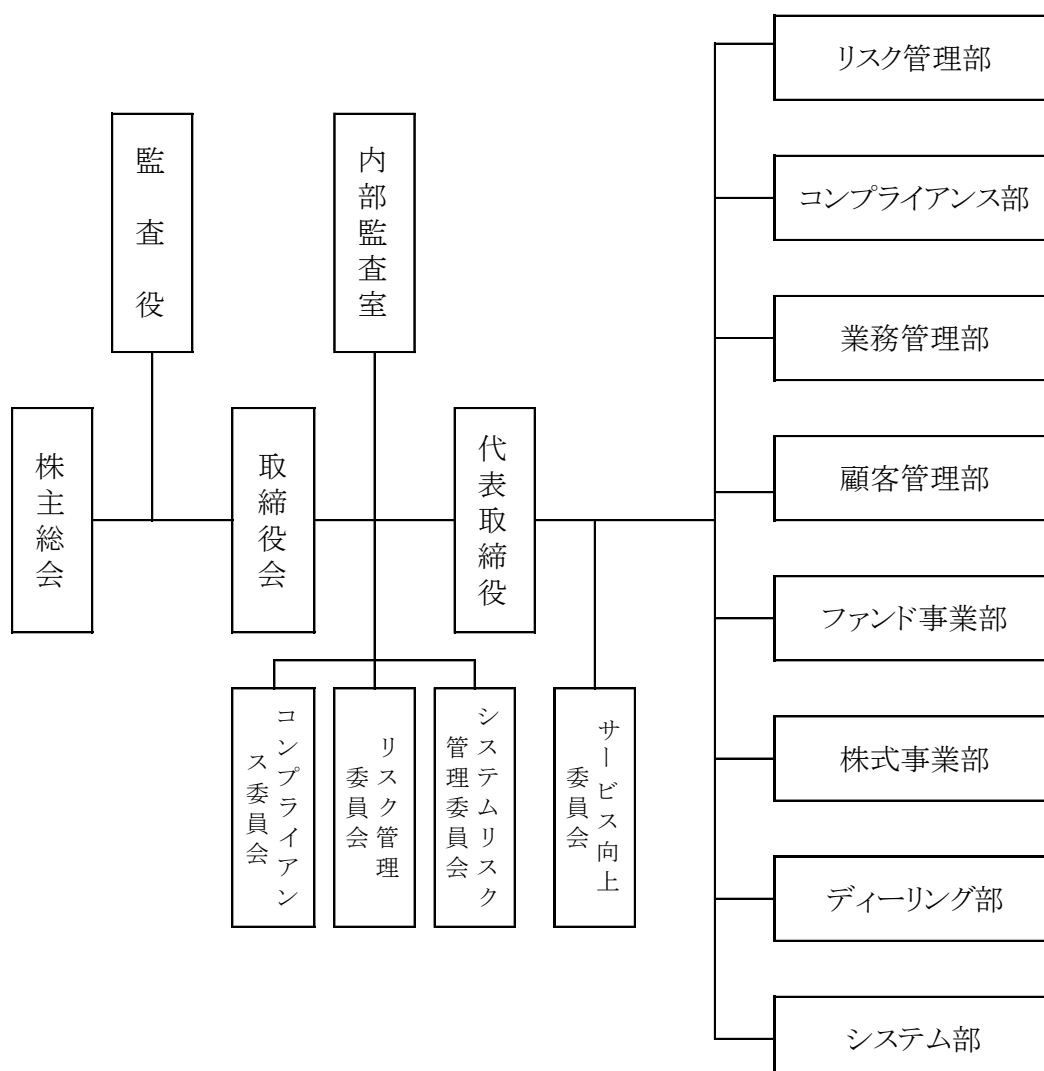 リスク管理部
監査役
内部監査室
コンプライアンス部
業務管理部
株主総会
取締役会
代表取締役
顧客管理部
ファンド事業部
コンプライアン
ス委員会
リスク管理
委員会
システムリスク
管理委員会
サービス向上
委員会
株式事業部
ディーリング部
システム部